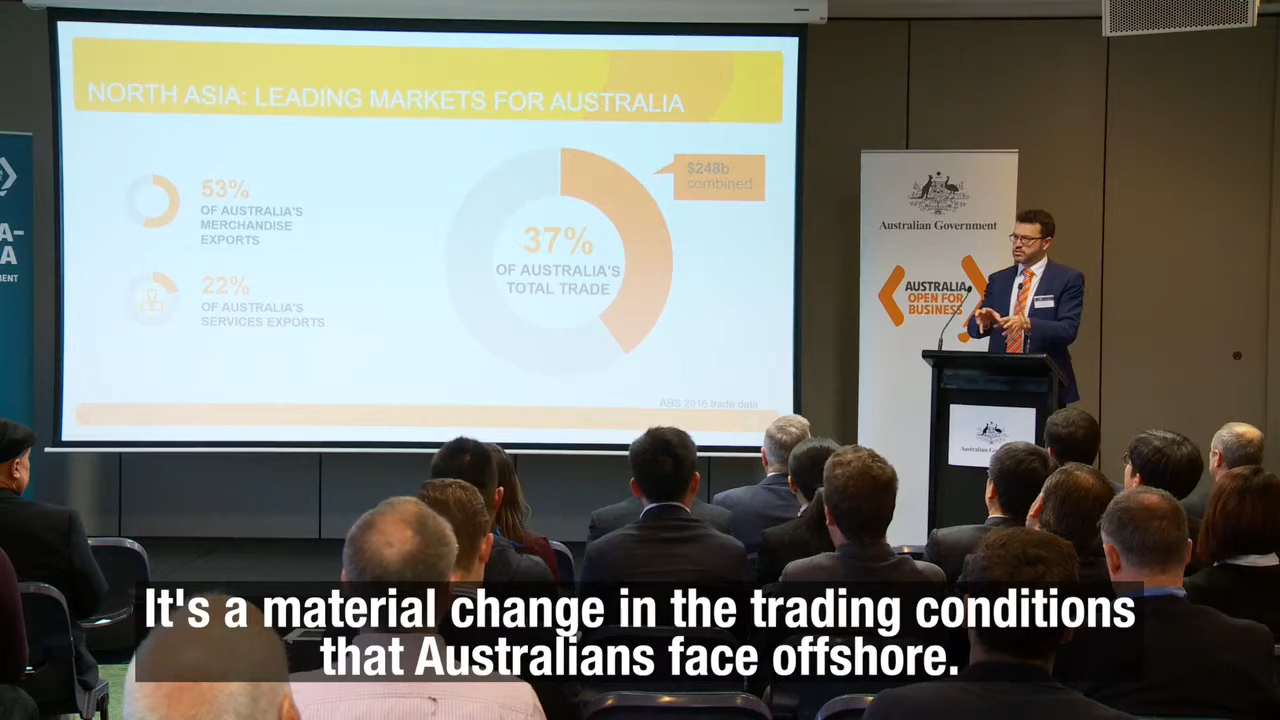 NORTH ASIA: LEADING MARKETS FOR AUSTRALIA
53%
OF AUSTRALIA'S
MERCHANDISE
EXPORTS
22%
OF AUSTRALIA'S
SERVICES EXPORTS
37%
OF AUSTRALIA'S
TOTAL TRADE
$248b
combined
ABS 2016 trade data
Australian Government
AUSTRALIA
OPEN FOR
BUSINESS
It's a material change in the trading conditions
that Australians face offshore.